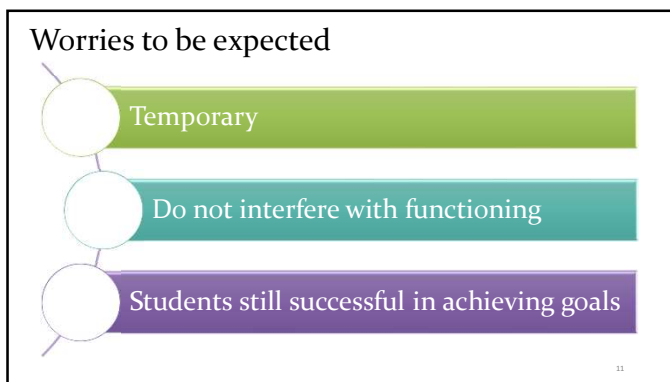 Worries to be expected
Temporary
Do not interfere with functioning
Students still successful in achieving goals
11